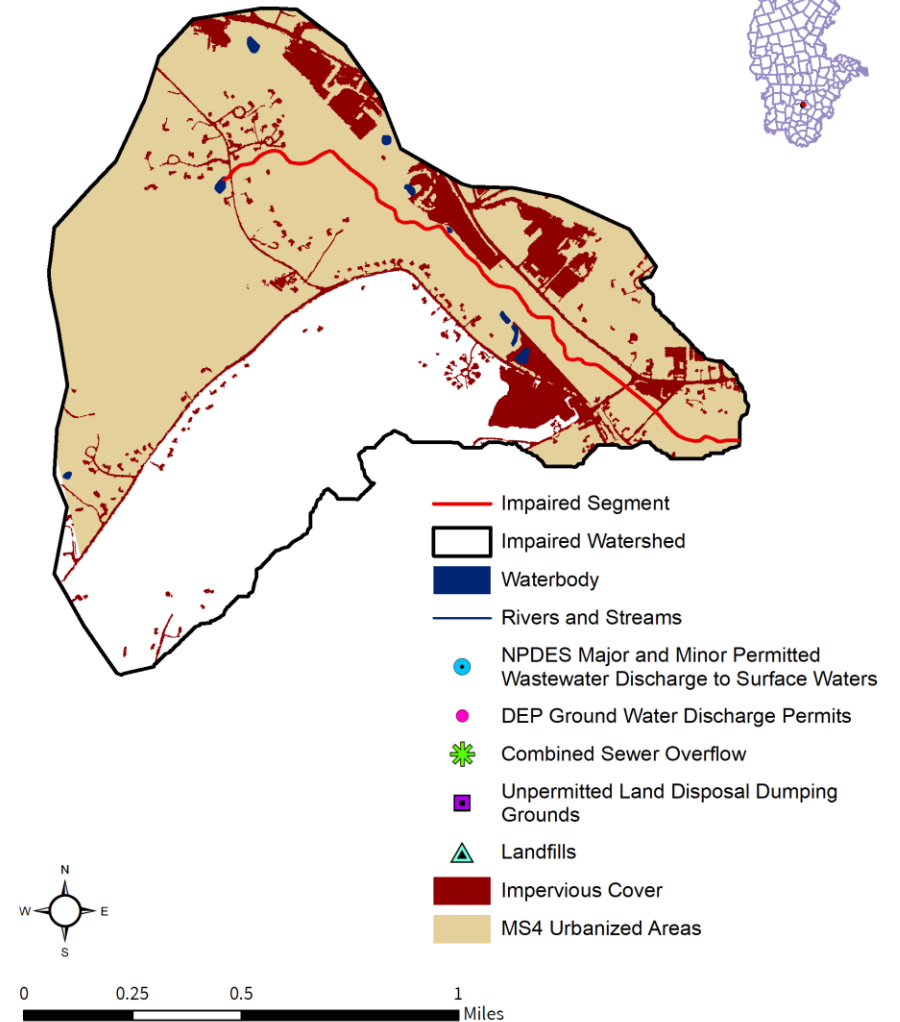 Impaired Segment
Impaired Watershed
Waterbody
Rivers and Streams
NPDES Major and Minor Permitted
Wastewater Discharge to Surface Waters
DEP Ground Water Discharge Permits
Combined Sewer Overflow
Unpermitted Land Disposal Dumping
Grounds
Landfills
Impervious Cover
MS4 Urbanized Areas
N
W E
S
0 0.25 0.5 1
Miles